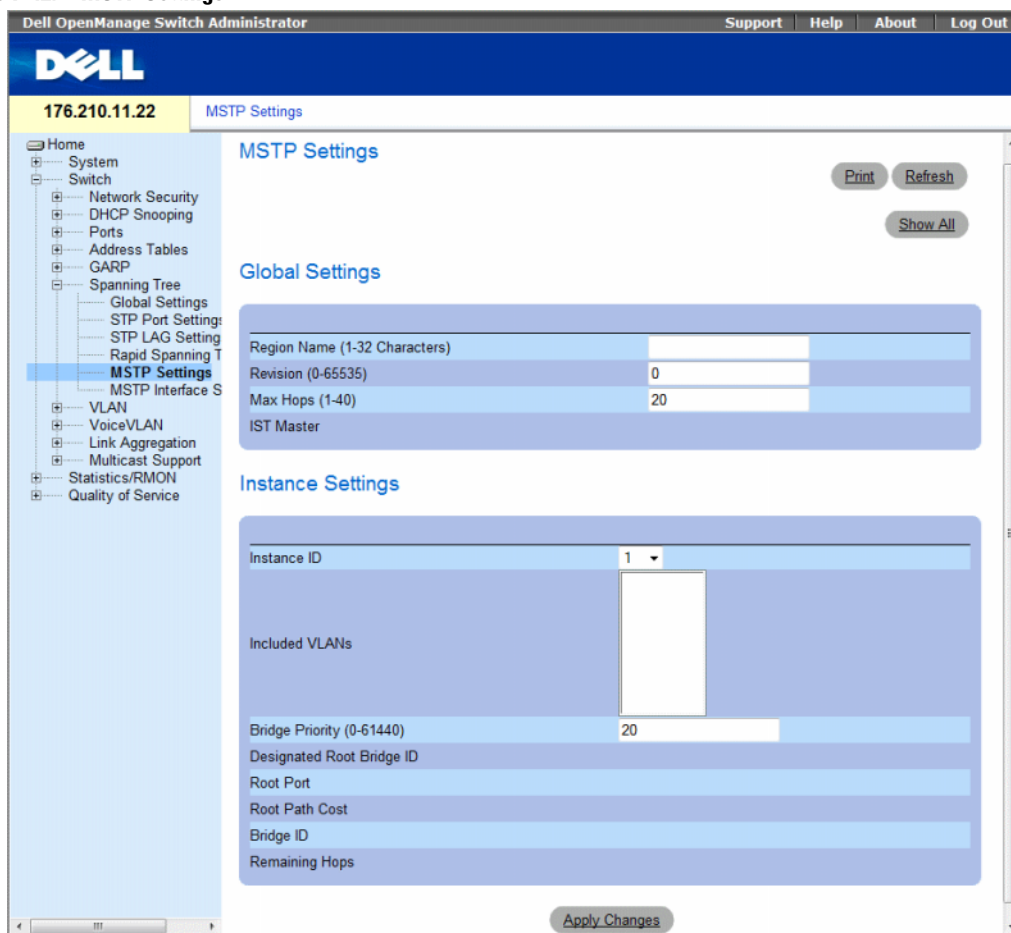 Dell OpenManage Switch Administrator
Support Help About Log Out
DELL
176.210.11.22
MSTP Settings
Home
System
Switch
Network Security
DHCP Snooping
Ports
Address Tables
GARP
Spanning Tree
Global Settings
STP Port Settings
STP LAG Setting
Rapid Spanning T
MSTP Settings
MSTP Interface S
VLAN
VoiceVLAN
Link Aggregation
Multicast Support
Statistics/RMON
Quality of Service
MSTP Settings
Print Refresh
Show All
Global Settings
Region Name (1-32 Characters)
Revision (0-65535) 0
Max Hops (1-40) 20
IST Master
Instance Settings
Instance ID 1
Included VLANs
Bridge Priority (0-61440) 20
Designated Root Bridge ID
Root Port
Root Path Cost
Bridge ID
Remaining Hops
Apply Changes